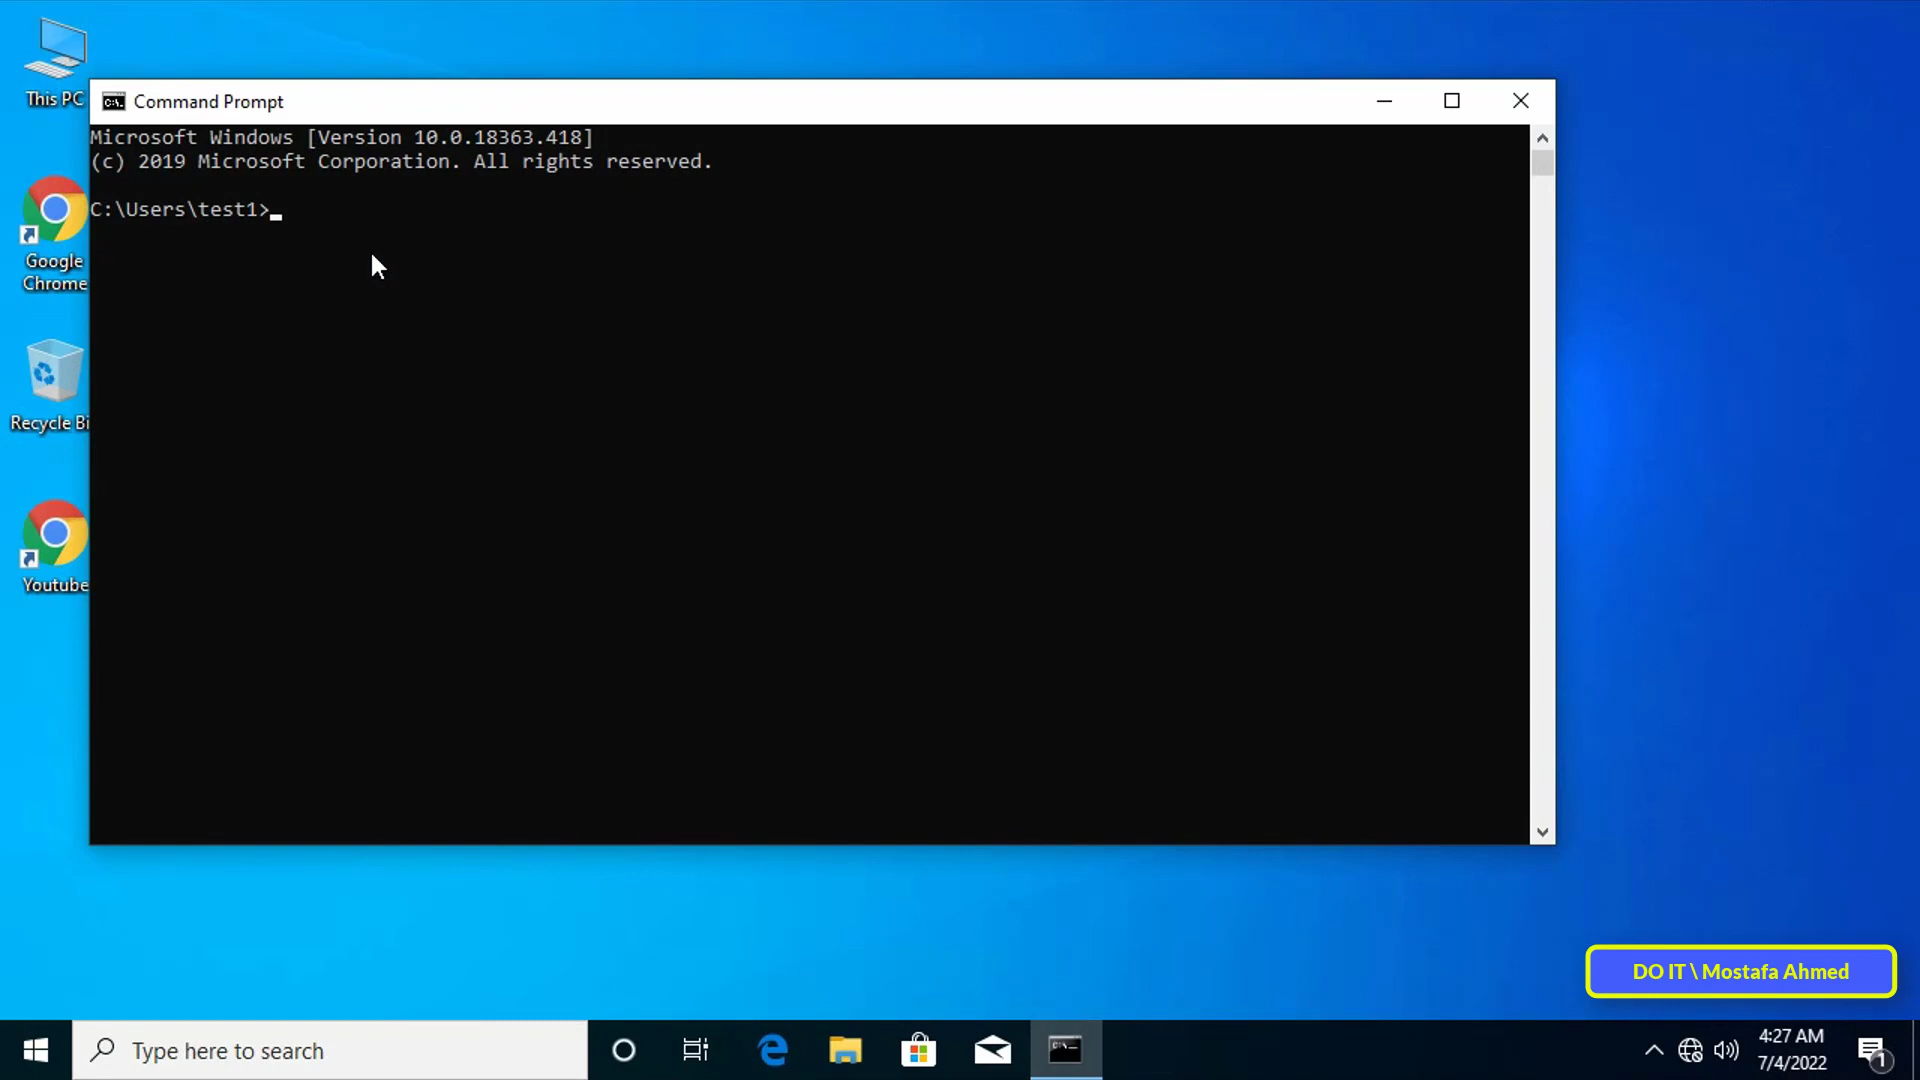 This PC
Command Prompt
Microsoft Windows [Version 10.0.18363.418]
(c) 2019 Microsoft Corporation. All rights reserved.
C:\Users\test1>
Google
Chrome
Recycle Bi
Youtube
DO IT \ Mostafa Ahmed
Type here to search
4:27 AM
7/4/2022
1